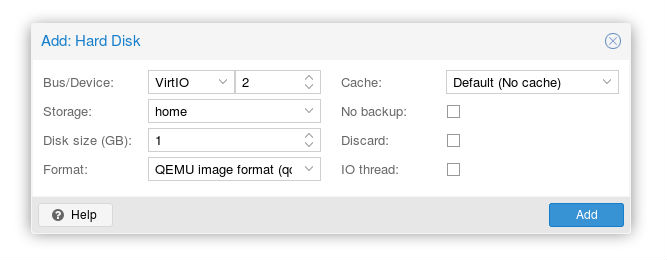 Add: Hard Disk
Bus/Device: VirtIO 2 Cache: Default (No cache)
Storage: home No backup:
Disk size (GB): 1 Discard:
Format: QEMU image format (qc IO thread:
Help Add